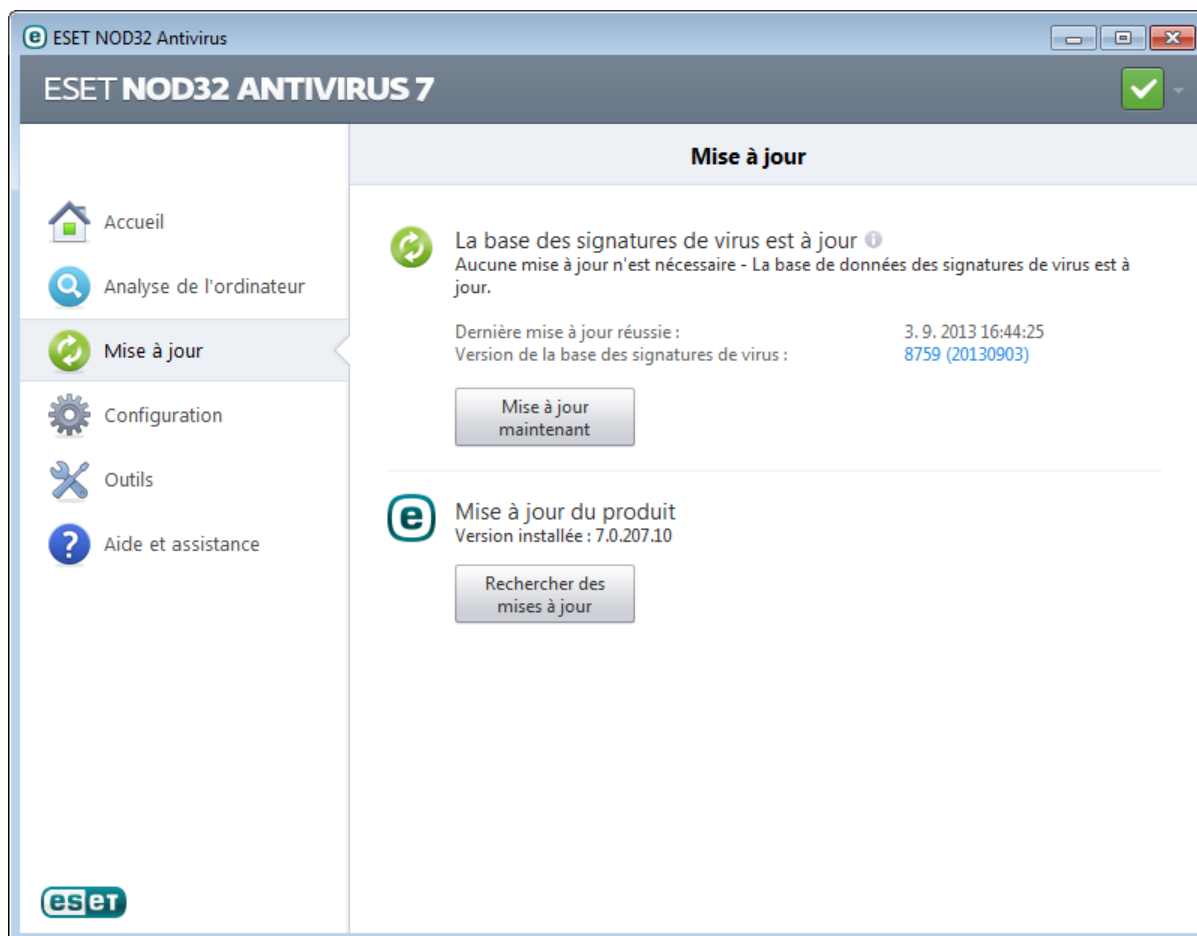 ESET NOD32 Antivirus
ESET NOD32 ANTIVIRUS 7
Mise à jour
Accueil
Analyse de l'ordinateur
Mise à jour
Configuration
Outils
Aide et assistance
La base des signatures de virus est à jour
Aucune mise à jour n'est nécessaire - La base de données des signatures de virus est à
jour.
Dernière mise à jour réussie : 3. 9. 2013 16:44:25
Version de la base des signatures de virus : 8759 (20130903)
Mise à jour
maintenant
Mise à jour du produit
Version installée : 7.0.207.10
Rechercher des
mises à jour
eseT